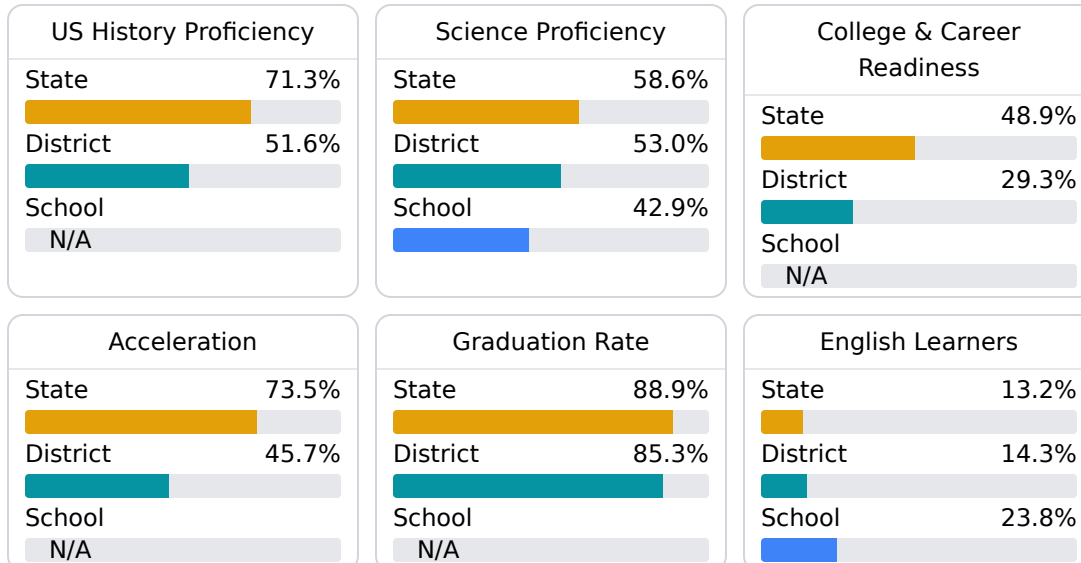 US History Proficiency
State 71.3%
District 51.6%
School
N/A
Science Proficiency
State 58.6%
District 53.0%
School 42.9%
College & Career
Readiness
State 48.9%
District 29.3%
School
N/A
Acceleration
State 73.5%
District 45.7%
School
N/A
Graduation Rate
State 88.9%
District 85.3%
School
N/A
English Learners
State 13.2%
District 14.3%
School 23.8%